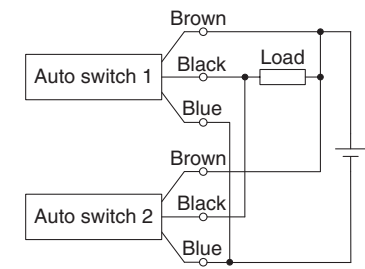 Brown
Black
Load
Auto switch 1
Blue
Brown
Black
Auto switch 2
Blue